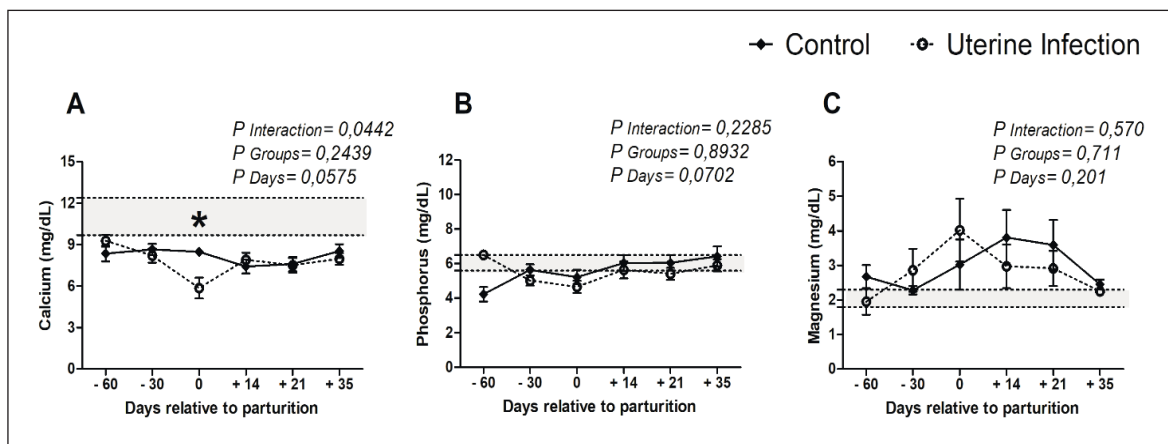 Control Uterine Infection
A
P Interaction= 0,0442
P Groups= 0,2439
P Days= 0,0575
15
12
9
6
3
0
Calcium (mg/dL)
*
- 60 - 30 0 + 14 + 21 + 35
Days relative to parturition
B
P Interaction= 0,2285
P Groups= 0,8932
P Days= 0,0702
12
10
8
6
4
2
0
Phosphorus (mg/dL)
- 60 - 30 0 + 14 + 21 + 35
Days relative to parturition
C
P Interaction= 0,570
P Groups= 0,711
P Days= 0,201
6
5
4
3
2
1
0
Magnesium (mg/dL)
- 60 - 30 0 + 14 + 21 + 35
Days relative to parturition